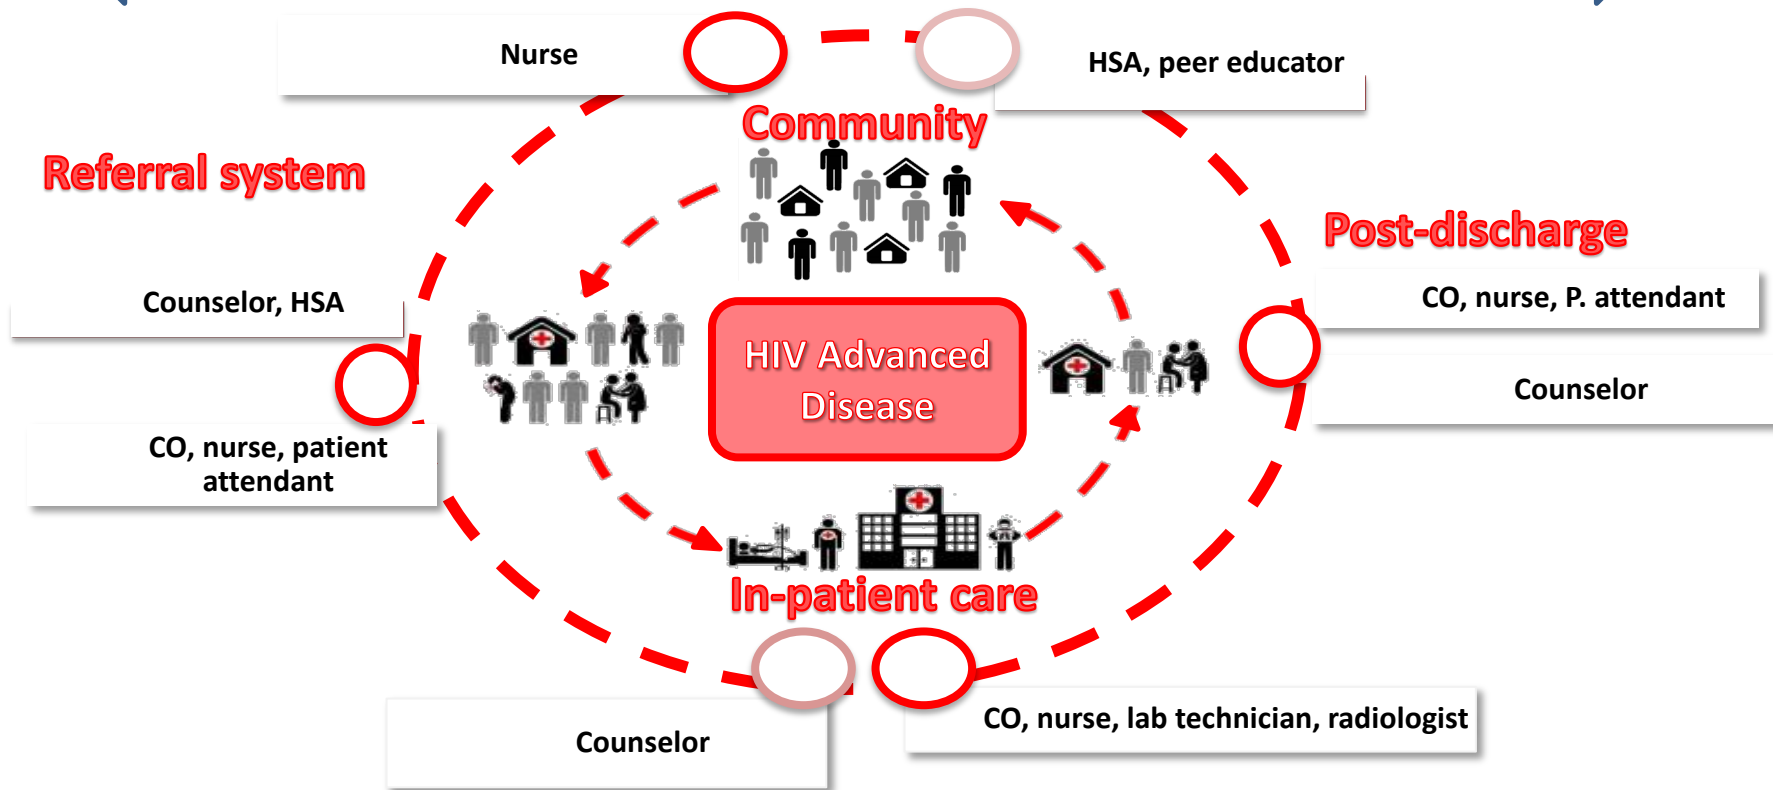 Nurse
HSA, peer educator
Community
Referral system
Post-discharge
Counselor, HSA
CO, nurse, P. attendant
HIV Advanced
Disease
Counselor
CO, nurse, patient
attendant
In-patient care
CO, nurse, lab technician, radiologist
Counselor